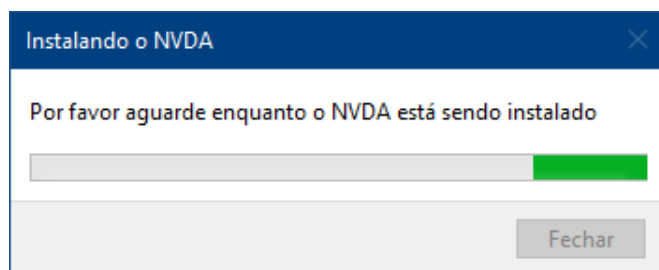 Instalando o NVDA
Por favor aguarde enquanto o NVDA está sendo instalado
Fechar